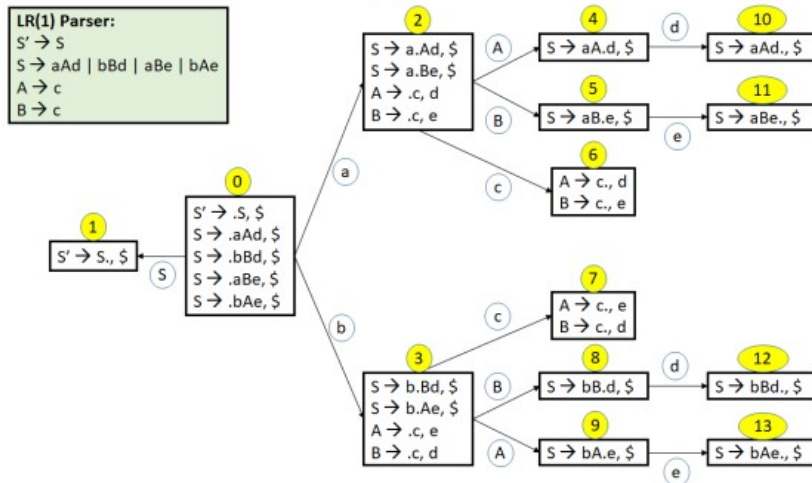 LR(1) Parser:
S' → S
S → aAd | bBd | aBe | bAe
A → c
B → c
2
S → a.Ad, $
S → a.Be, $
A → .c, d
B → .c, e
A
B
4
S → aA.d, $
d
10
S → aAd., $
5
S → aB.e, $
e
11
S → aBe., $
a
c
6
A → c., d
B → c., e
0
S' → .S, $
S → .aAd, $
S → .bBd, $
S → .aBe, $
S → .bAe, $
1
S' → S., $
S
b
c
7
A → c., e
B → c., d
3
S → b.Bd, $
S → b.Ae, $
A → .c, e
B → .c, d
B
A
8
S → bB.d, $
d
12
S → bBd., $
9
S → bA.e, $
e
13
S → bAe., $